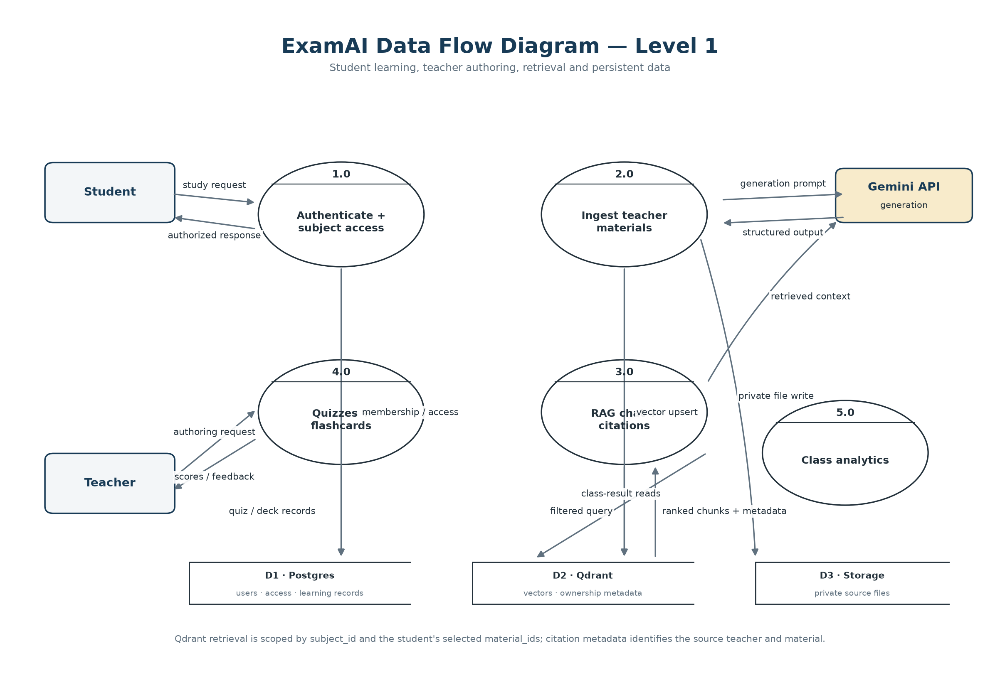 ExamAI Data Flow Diagram — Level 1
Student learning, teacher authoring, retrieval and persistent data
Student
study request
authorized response
1.0
Authenticate +
subject access
2.0
Ingest teacher
materials
generation prompt
structured output
Gemini API
generation
retrieved context
4.0
Quizzes
flashcards
membership / access
3.0
RAG
citations
vector upsert
private file write
5.0
Class analytics
authoring request
Teacher
scores / feedback
quiz / deck records
class-result reads
filtered query
ranked chunks + metadata
D1 · Postgres
users · access · learning records
D2 · Qdrant
vectors · ownership metadata
D3 · Storage
private source files
Qdrant retrieval is scoped by subject_id and the student's selected material_ids; citation metadata identifies the source teacher and material.